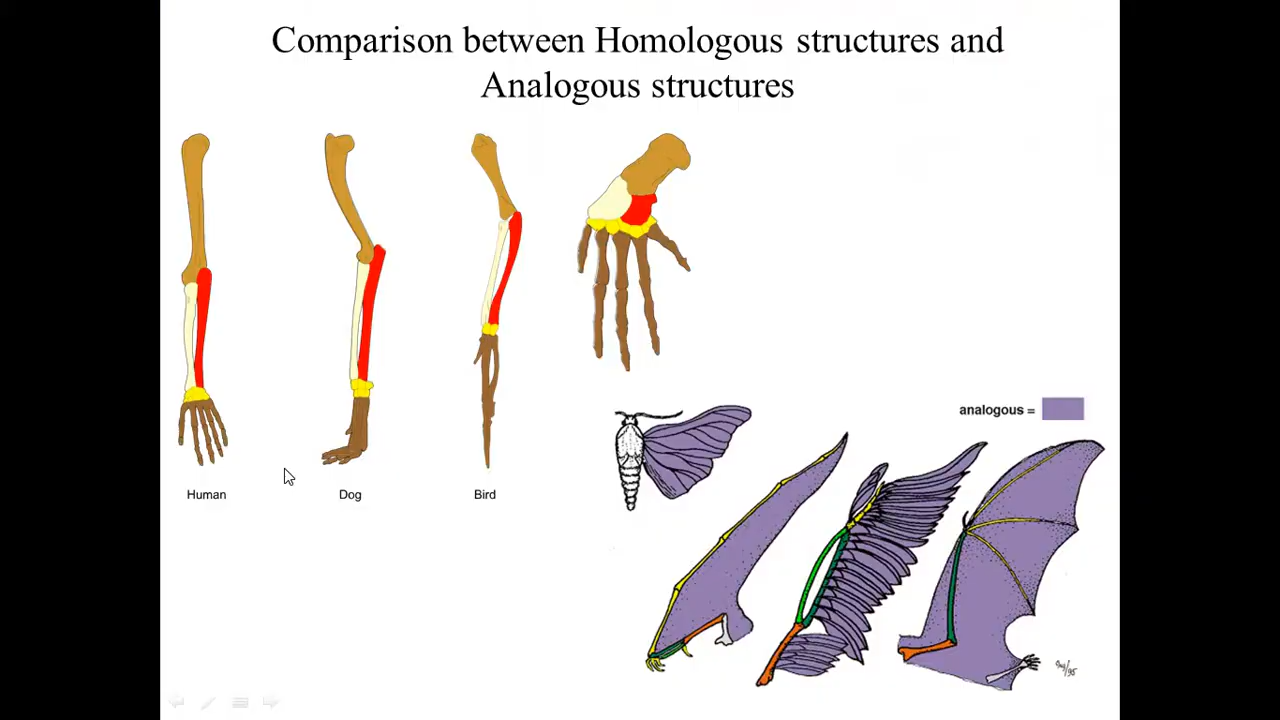 Comparison between Homologous structures and
Analogous structures
analogous =
Human
Dog
Bird